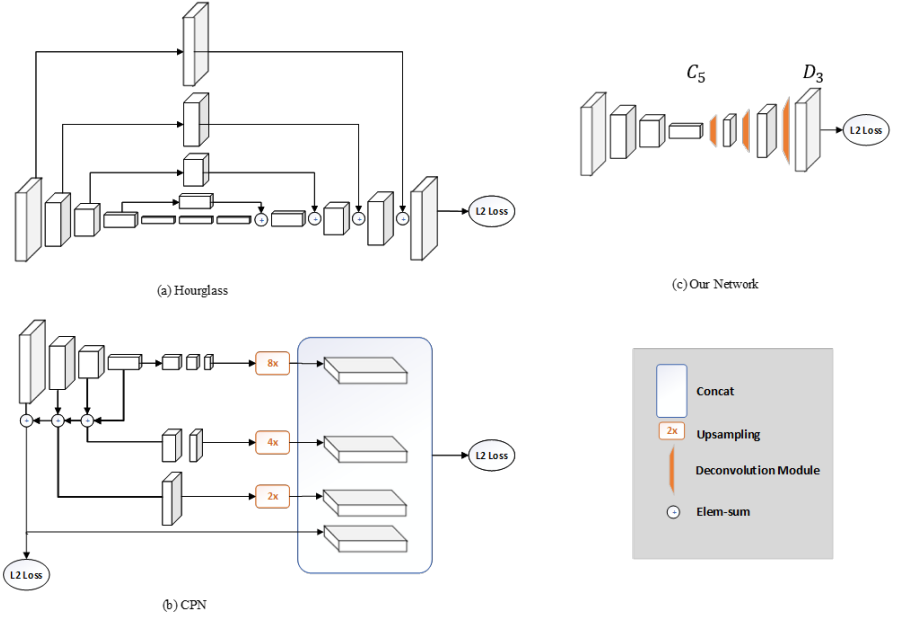 C₅
D₃
L2 Loss
+
+
+
+
L2 Loss
(a) Hourglass
(c) Our Network
8x
+
+
+
4x
L2 Loss
2x
L2 Loss
(b) CPN
Concat
2x
Upsampling
Deconvolution Module
+
Elem-sum